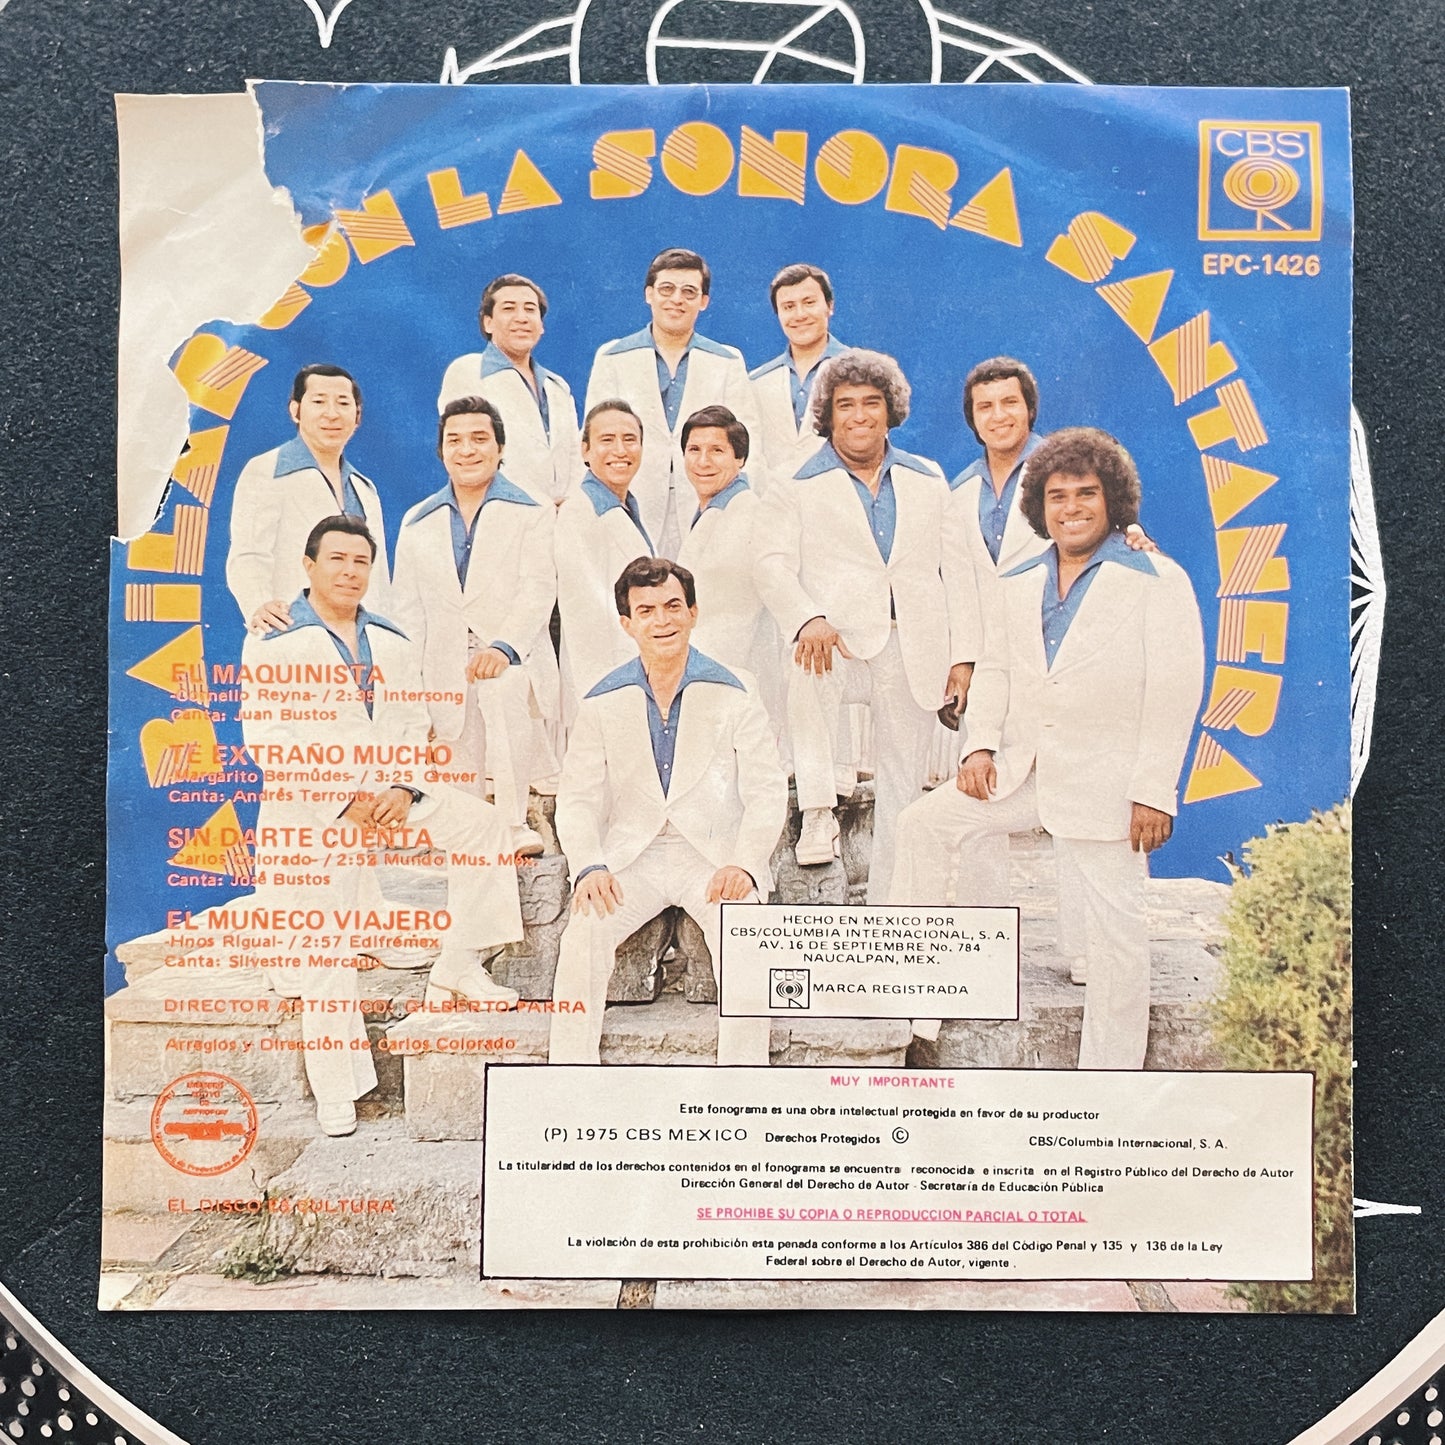 A BAILAR CON LA SONORA SANTANERA
CBS
EPC-1426
EL MAQUINISTA
-Cornelio Reyna- / 2:35 Intersong
Canta: Juan Bustos
TE EXTRAÑO MUCHO
-Margarito Bermúdes- / 3:25 Grever
Canta: Andrés Terrones
SIN DARTE CUENTA
-Carlos Colorado- / 2:52 Mundo Mus. Mex.
Canta: José Bustos
EL MUÑECO VIAJERO
-Hnos Rigual- / 2:57 Edifrémex
Canta: Silvestre Mercado
DIRECTOR ARTISTICO: GILBERTO PARRA
Arreglos y Dirección de Carlos Colorado
EL DISCO ES CULTURA
HECHO EN MEXICO POR
CBS/COLUMBIA INTERNACIONAL, S. A.
AV. 16 DE SEPTIEMBRE No. 784
NAUCALPAN, MEX.
CBS
MARCA REGISTRADA
MUY IMPORTANTE
Este fonograma es una obra intelectual protegida en favor de su productor
(P) 1975 CBS MEXICO Derechos Protegidos © CBS/Columbia Internacional, S. A.
La titularidad de los derechos contenidos en el fonograma se encuentra reconocida e inscrita en el Registro Público del Derecho de Autor
Dirección General del Derecho de Autor - Secretaría de Educación Pública
SE PROHIBE SU COPIA O REPRODUCCION PARCIAL O TOTAL
La violación de esta prohibición esta penada conforme a los Artículos 386 del Código Penal y 135 y 136 de la Ley
Federal sobre el Derecho de Autor, vigente .